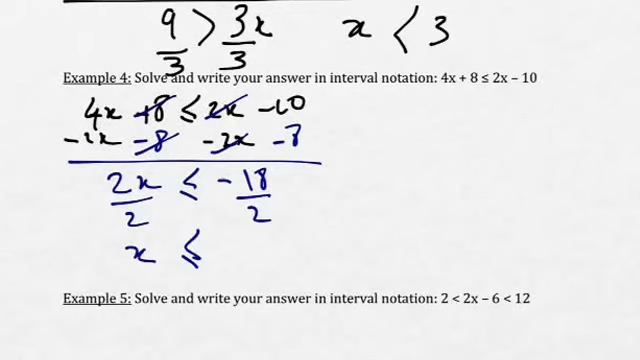 9/3 > 3x/3 x < 3
Example 4: Solve and write your answer in interval notation: 4x + 8 ≤ 2x – 10
4x +8 ≤ 2x -10
-2x -8 -2x -8
2x/2 ≤ -18/2
x ≤
Example 5: Solve and write your answer in interval notation: 2 < 2x – 6 < 12